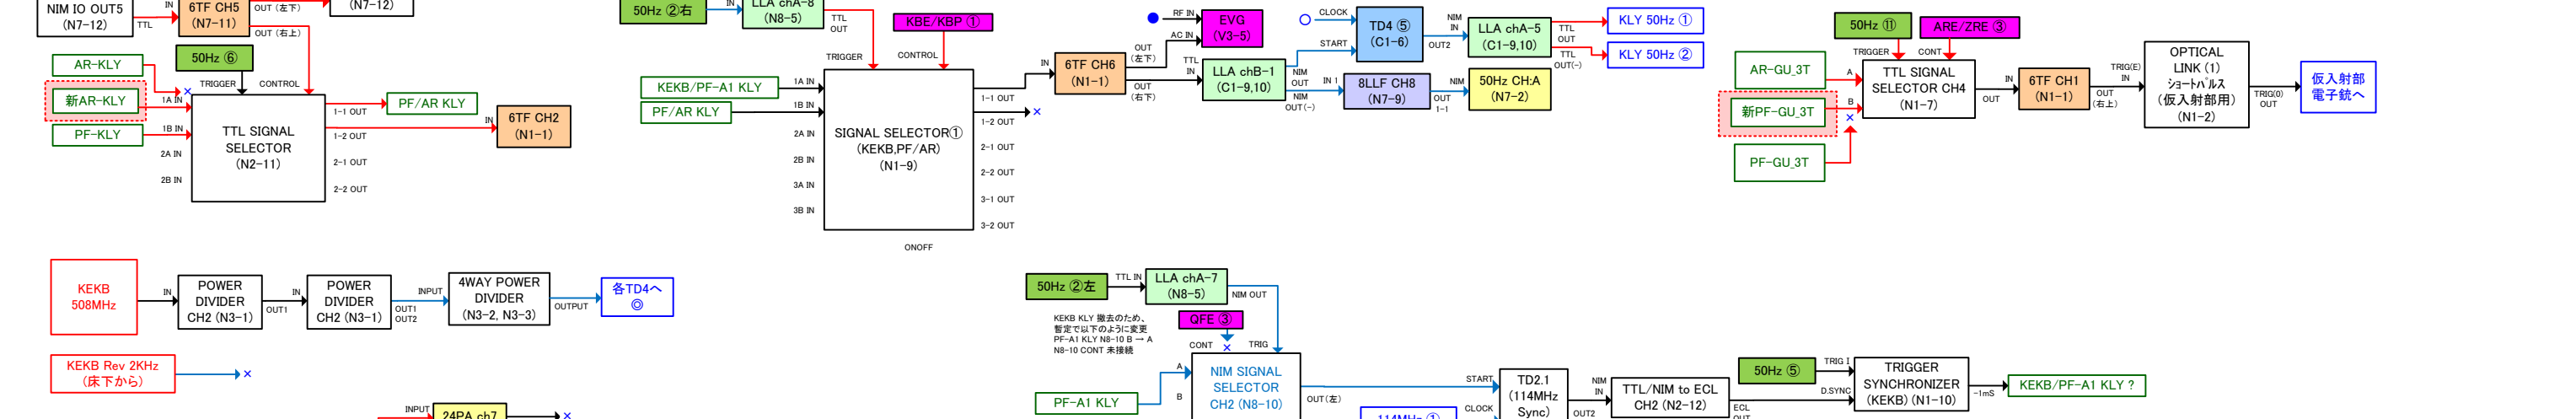 NIM IO OUT5
(N7-12)
TTL
IN
6TF CH5
(N7-11)
OUT (左下)
OUT (右上)
(N7-12)
50Hz ⑥
AR-KLY
新AR-KLY
PF-KLY
TRIGGER
CONTROL
×
1A IN
1B IN
2A IN
2B IN
TTL SIGNAL
SELECTOR
(N2-11)
1-1 OUT
1-2 OUT
2-1 OUT
2-2 OUT
PF/AR KLY
IN
6TF CH2
(N1-1)
50Hz ②右
IN
LLA chA-8
(N8-5)
TTL
OUT
KBE/KBP ①
TRIGGER
CONTROL
KEKB/PF-A1 KLY
PF/AR KLY
1A IN
1B IN
2A IN
2B IN
3A IN
3B IN
SIGNAL SELECTOR①
(KEKB,PF/AR)
(N1-9)
1-1 OUT
1-2 OUT
2-1 OUT
2-2 OUT
3-1 OUT
3-2 OUT
×
ONOFF
IN
6TF CH6
(N1-1)
OUT
(左下)
OUT
(右下)
RF IN
AC IN
EVG
(V3-5)
TTL
IN
LLA chB-1
(C1-9,10)
NIM
OUT
NIM
OUT(-)
CLOCK
START
TD4 ⑤
(C1-6)
OUT2
NIM
IN
LLA chA-5
(C1-9,10)
TTL
OUT
TTL
OUT(-)
KLY 50Hz ①
KLY 50Hz ②
IN 1
8LLF CH8
(N7-9)
OUT
1-1
NIM
50Hz CH:A
(N7-2)
50Hz ⑪
ARE/ZRE ③
TRIGGER
CONT
AR-GU_3T
新PF-GU_3T
PF-GU_3T
A
B
×
TTL SIGNAL
SELECTOR CH4
(N1-7)
OUT
IN
6TF CH1
(N1-1)
OUT
(右上)
TRIG(E)
IN
OPTICAL
LINK (1)
ショートパルス
(仮入射部用)
(N1-2)
TRIG(O)
OUT
仮入射部
電子銃へ
KEKB
508MHz
IN
POWER
DIVIDER
CH2 (N3-1)
OUT1
IN
POWER
DIVIDER
CH2 (N3-1)
OUT1
OUT2
INPUT
4WAY POWER
DIVIDER
(N3-2, N3-3)
OUTPUT
各TD4へ
◎
KEKB Rev 2KHz
(床下から)
×
INPUT
24PA ch7
×
50Hz ②左
TTL IN
LLA chA-7
(N8-5)
NIM OUT
KEKB KLY 撤去のため、
暫定で以下のように変更
PF-A1 KLY N8-10 B → A
N8-10 CONT 未接続
QFE ③
CONT
×
TRIG
PF-A1 KLY
A
B
NIM SIGNAL
SELECTOR
CH2 (N8-10)
OUT(左)
114MHz ①
START
CLOCK
TD2.1
(114MHz
Sync)
OUT2
NIM
IN
TTL/NIM to ECL
CH2 (N2-12)
ECL
OUT
50Hz ⑤
TRIG I
D.SYNC
TRIGGER
SYNCHRONIZER
(KEKB) (N1-10)
-1mS
KEKB/PF-A1 KLY ?